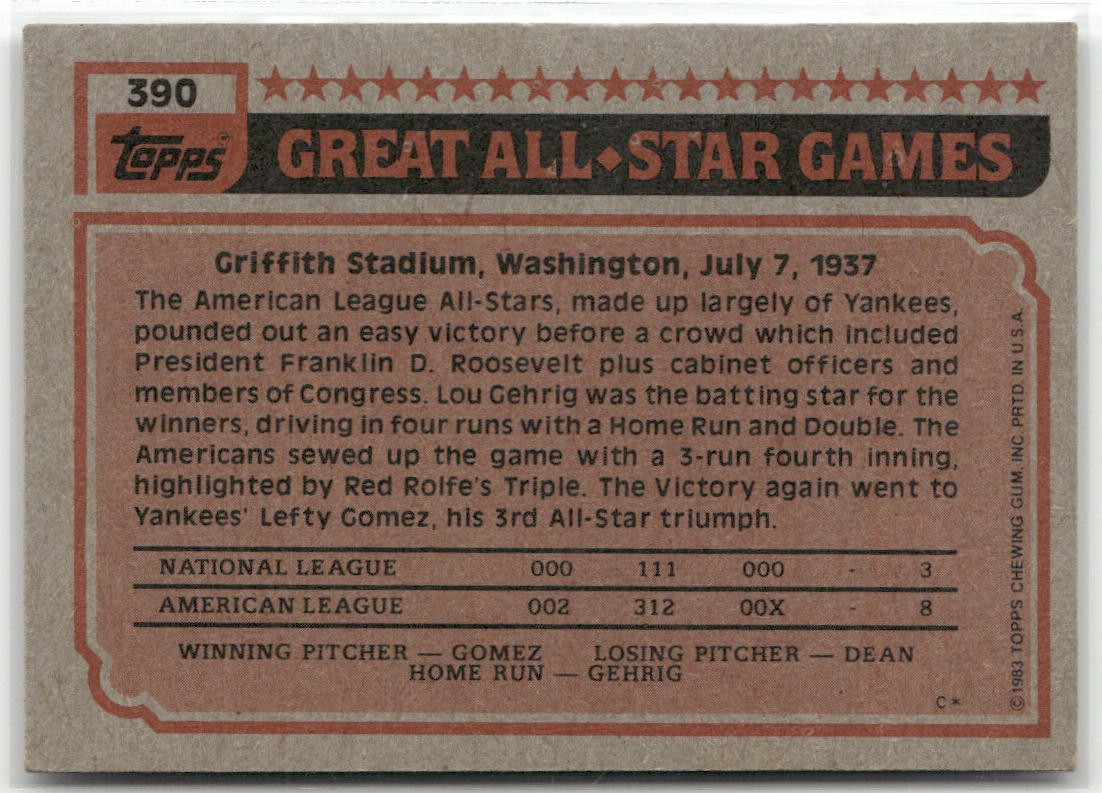 390
topps
GREAT ALL◆STAR GAMES
Griffith Stadium, Washington, July 7, 1937
The American League All-Stars, made up largely of Yankees,
pounded out an easy victory before a crowd which included
President Franklin D. Roosevelt plus cabinet officers and
members of Congress. Lou Gehrig was the batting star for the
winners, driving in four runs with a Home Run and Double. The
Americans sewed up the game with a 3-run fourth inning,
highlighted by Red Rolfe's Triple. The Victory again went to
Yankees' Lefty Gomez, his 3rd All-Star triumph.
NATIONAL LEAGUE 000 111 000 - 3
AMERICAN LEAGUE 002 312 00X - 8
WINNING PITCHER — GOMEZ LOSING PITCHER — DEAN
HOME RUN — GEHRIG
C*
©1983 TOPPS CHEWING GUM, INC. PRTD. IN U.S.A.